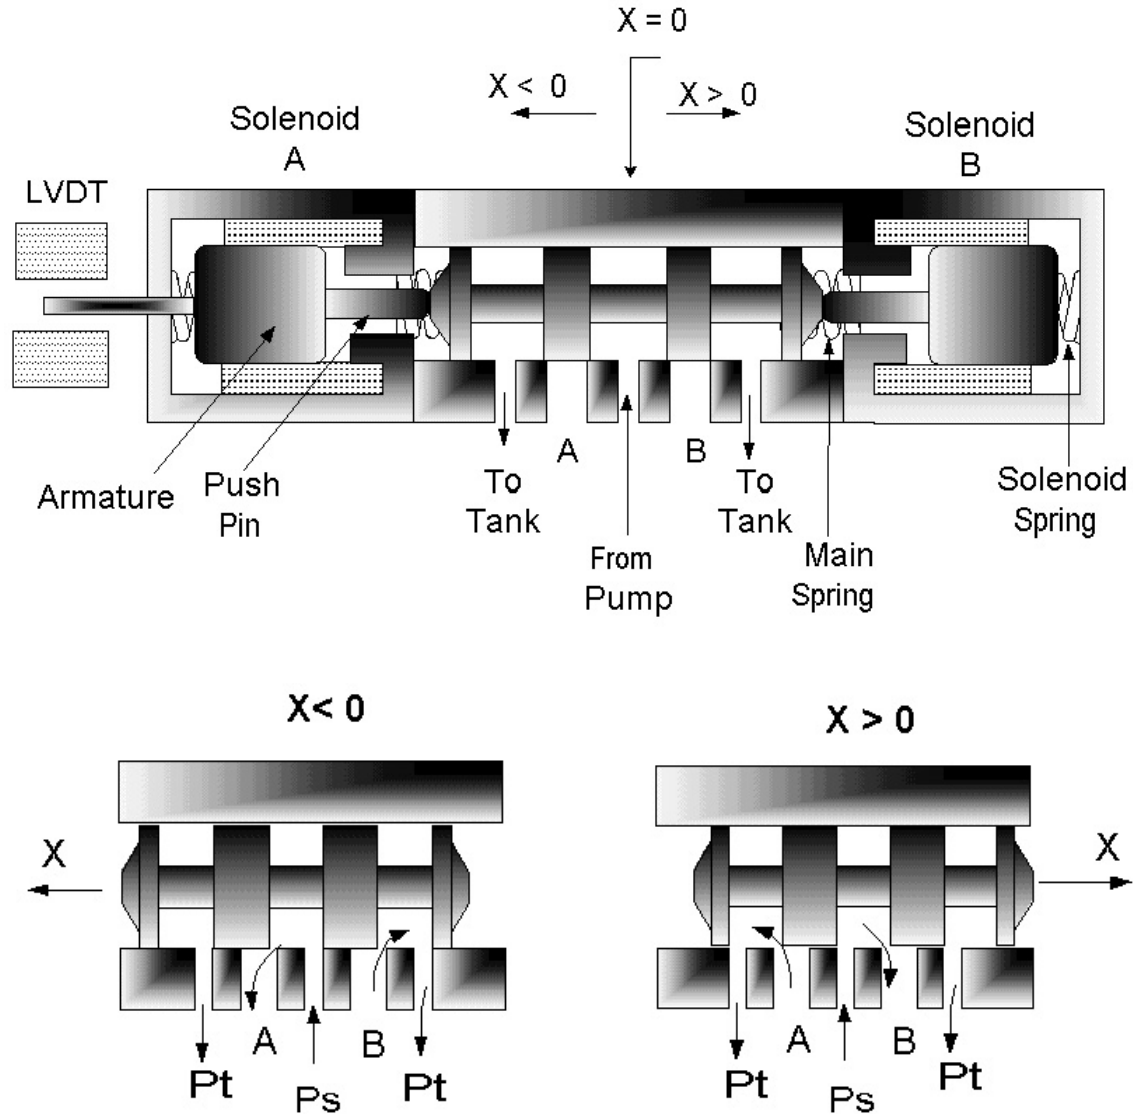 X = 0
X < 0
X > 0
Solenoid
A
Solenoid
B
LVDT
A
B
Armature
Push
Pin
To
Tank
To
Tank
From
Pump
Main
Spring
Solenoid
Spring
X< 0
X > 0
X
X
A
B
Pt
Ps
Pt
A
B
Pt
Ps
Pt